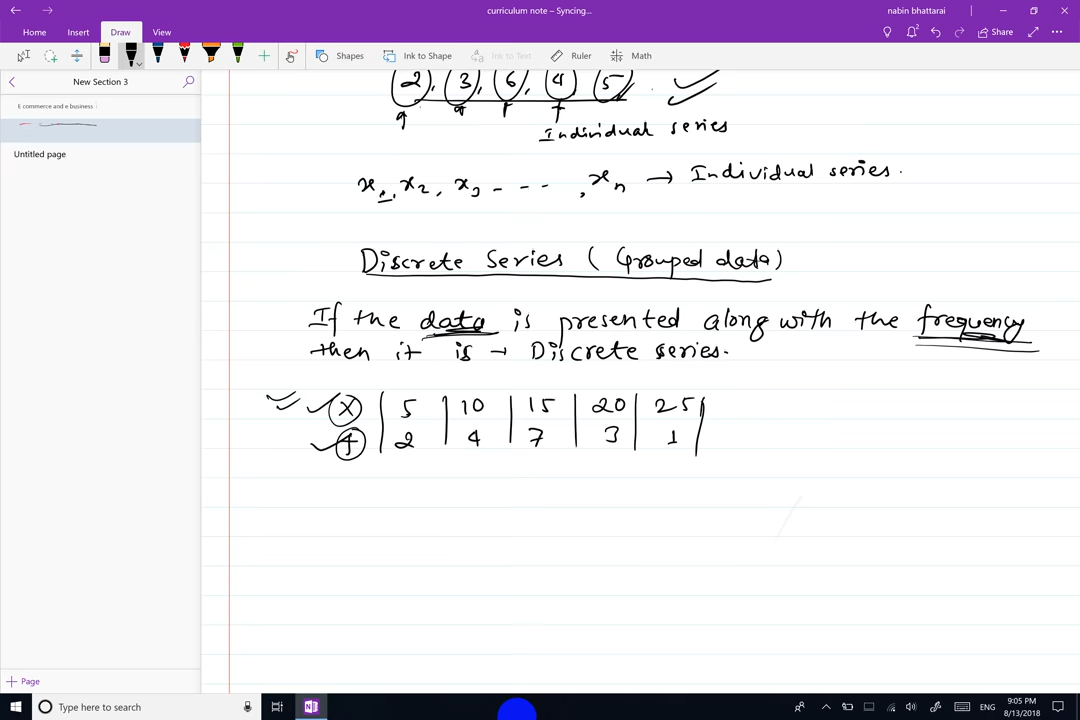 curriculum note – Syncing...
nabin bhattarai
Home Insert Draw View
Share
Shapes Ink to Shape Ink to Text Ruler Math
New Section 3
E commerce and e business
Untitled page
2, 3, 6, 4, 5
Individual series
x1, x2, x3 - - - , xn → Individual series.
Discrete Series ( Grouped data)
If the data is presented along with the frequency
then it is → Discrete series.
x | 5 | 10 | 15 | 20 | 25 |
f | 2 | 4 | 7 | 3 | 1 |
+ Page
Type here to search
ENG
9:05 PM
8/13/2018